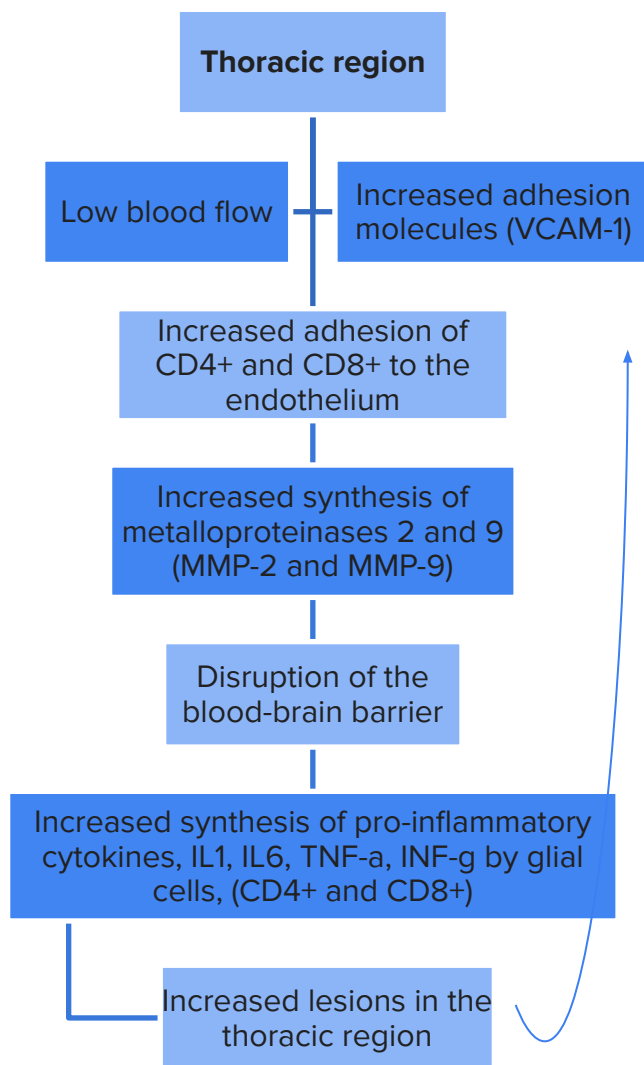 Thoracic region
Low blood flow
Increased adhesion
molecules (VCAM-1)
Increased adhesion of
CD4+ and CD8+ to the
endothelium
Increased synthesis of
metalloproteinases 2 and 9
(MMP-2 and MMP-9)
Disruption of the
blood-brain barrier
Increased synthesis of pro-inflammatory
cytokines, IL1, IL6, TNF-a, INF-g by glial
cells, (CD4+ and CD8+)
Increased lesions in the
thoracic region